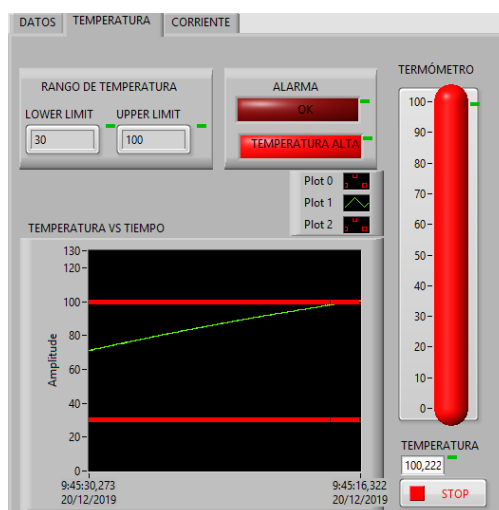 DATOS TEMPERATURA CORRIENTE
RANGO DE TEMPERATURA
LOWER LIMIT UPPER LIMIT
30 100
ALARMA
OK
TEMPERATURA ALTA
TERMÓMETRO
100
90
80
70
60
50
40
30
20
10
0
Plot 0
Plot 1
Plot 2
TEMPERATURA VS TIEMPO
Amplitude
130
120
100
80
60
40
20
0
9:45:30,273 9:45:16,322
20/12/2019 20/12/2019
TEMPERATURA
100,222
STOP